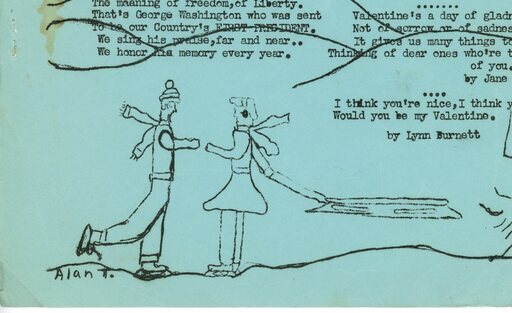 The meaning of freedom,of Liberty.
That's George Washington who was sent
To be our Country's FIRST PRESIDENT.
We sing his praise,far and near..
We honor his memory every year.
.......
Valentine's a day of gladn
Not of sorrow or of sadnes
It gives us many things to
Thinking of dear ones who're t
of you.
by Jane
....
I think you're nice,I think y
Would you be my Valentine.
by Lynn Burnett
Alan T.